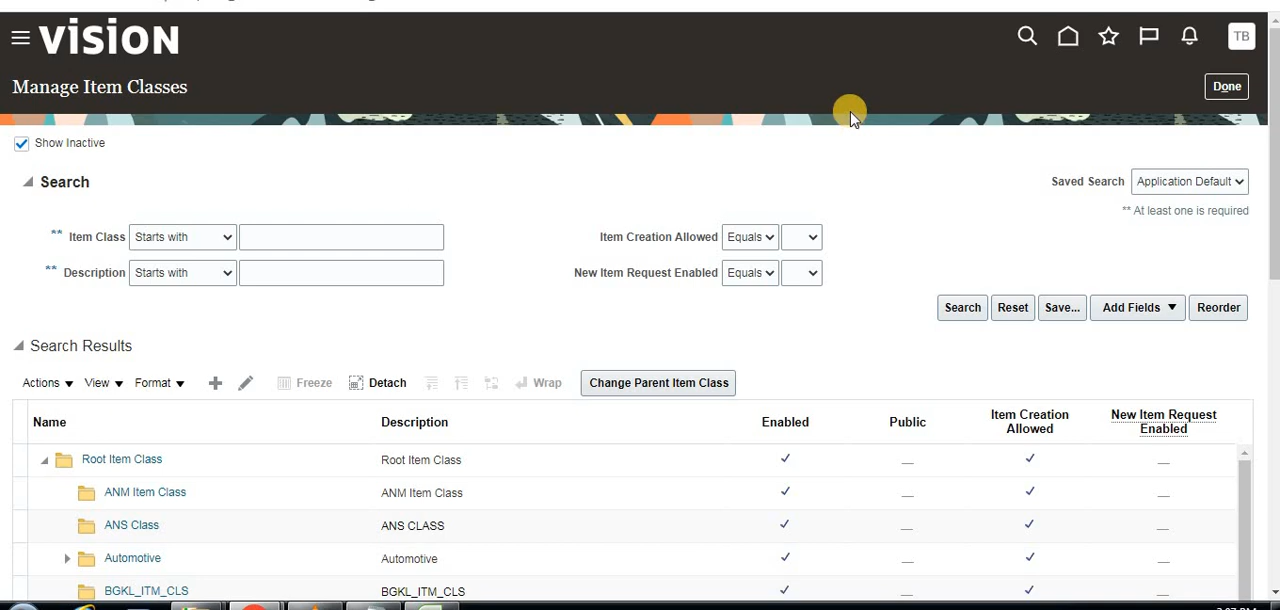 vision
TB
Manage Item Classes
Done
Show Inactive
Search
Saved Search Application Default
** At least one is required
** Item Class Starts with
Item Creation Allowed Equals
** Description Starts with
New Item Request Enabled Equals
Search Reset Save... Add Fields Reorder
Search Results
Actions View Format Freeze Detach Wrap Change Parent Item Class
Name Description Enabled Public Item Creation Allowed New Item Request Enabled
Root Item Class Root Item Class
ANM Item Class ANM Item Class
ANS Class ANS CLASS
Automotive Automotive
BGKL_ITM_CLS BGKL_ITM_CLS